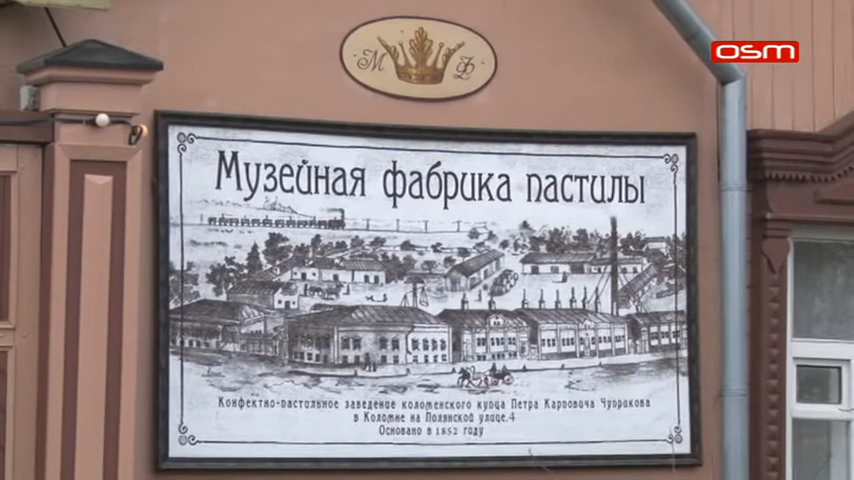 osm
М Ф
Музейная фабрика пастилы
Конфектно-пастильное заведение коломенского купца Петра Карповича Чуприкова
в Коломне на Полянской улице, 4
Основано в 1852 году